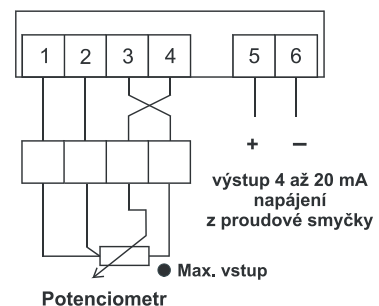 1 2 3 4 5 6
+ −
výstup 4 až 20 mA
napájení
z proudové smyčky
Max. vstup
Potenciometr